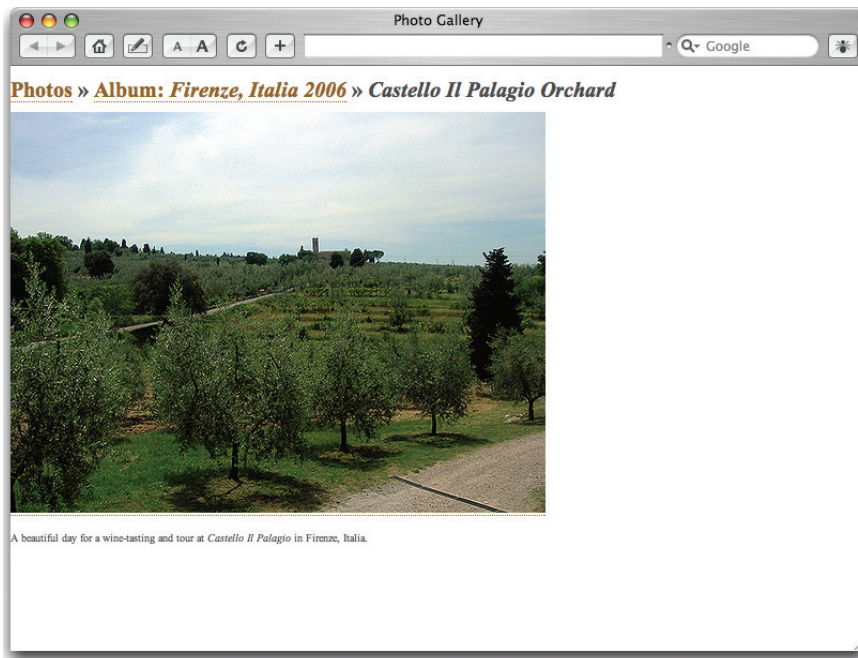 Photo Gallery
A A
Google
Photos » Album: Firenze, Italia 2006 » Castello Il Palagio Orchard
A beautiful day for a wine-tasting and tour at Castello Il Palagio in Firenze, Italia.